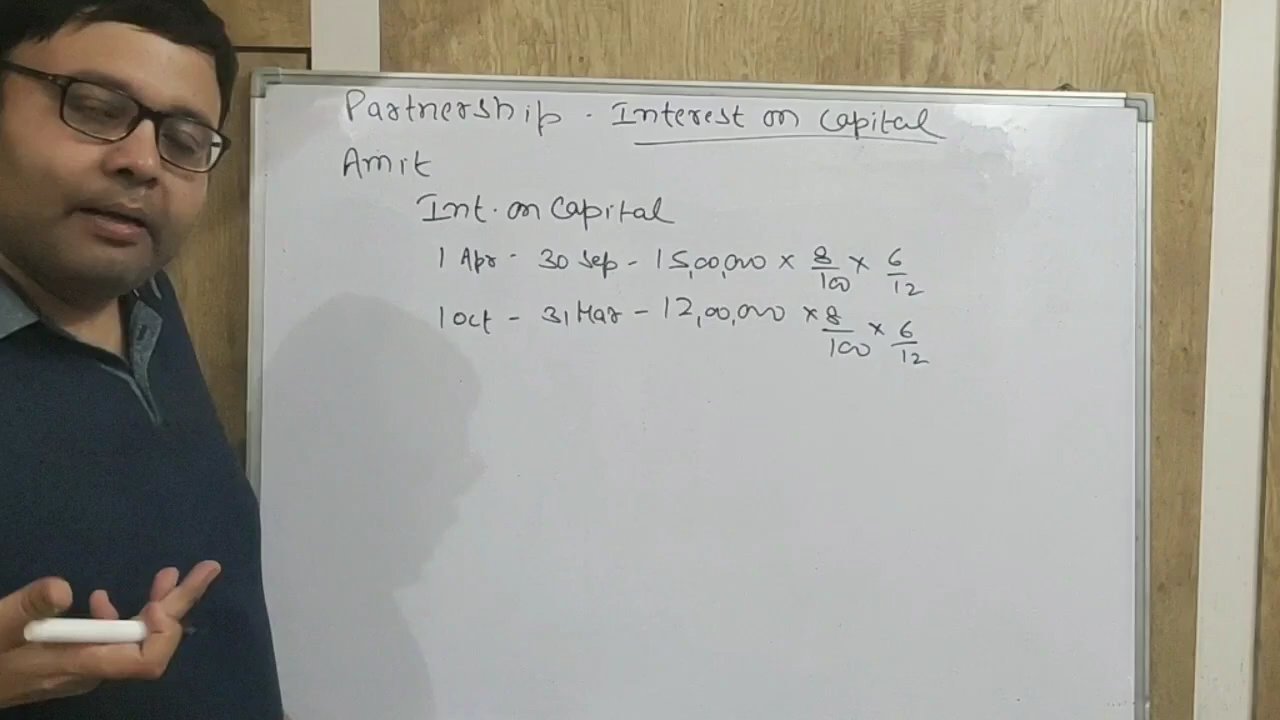 Partnership - Interest on Capital
Amit
Int. on Capital
1 Apr - 30 Sep - 15,00,000 × 8/100 × 6/12
1 Oct - 31 Mar - 12,00,000 × 8/100 × 6/12